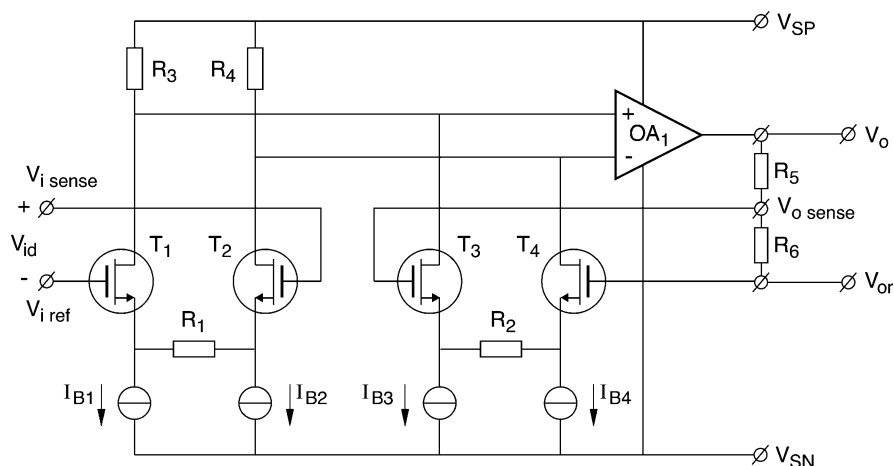 V_SP
R_3
R_4
+
OA_1
-
V_o
V_i sense
R_5
+
V_o sense
V_id
T_1
T_2
T_3
T_4
R_6
-
V_or
V_i ref
R_1
R_2
I_B1
I_B2
I_B3
I_B4
V_SN